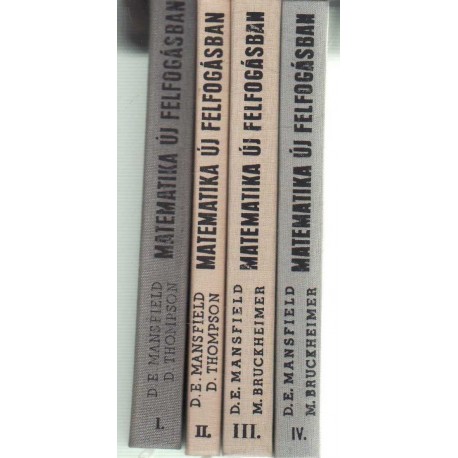 I.
D.E. MANSFIELD
D. THOMPSON
MATEMATIKA ÚJ FELFOGÁSBAN
II.
D.E. MANSFIELD
D. THOMPSON
MATEMATIKA ÚJ FELFOGÁSBAN
III.
D.E. MANSFIELD
M. BRUCKHEIMER
MATEMATIKA ÚJ FELFOGÁSBAN
IV.
D.E. MANSFIELD
M. BRUCKHEIMER
MATEMATIKA ÚJ FELFOGÁSBAN